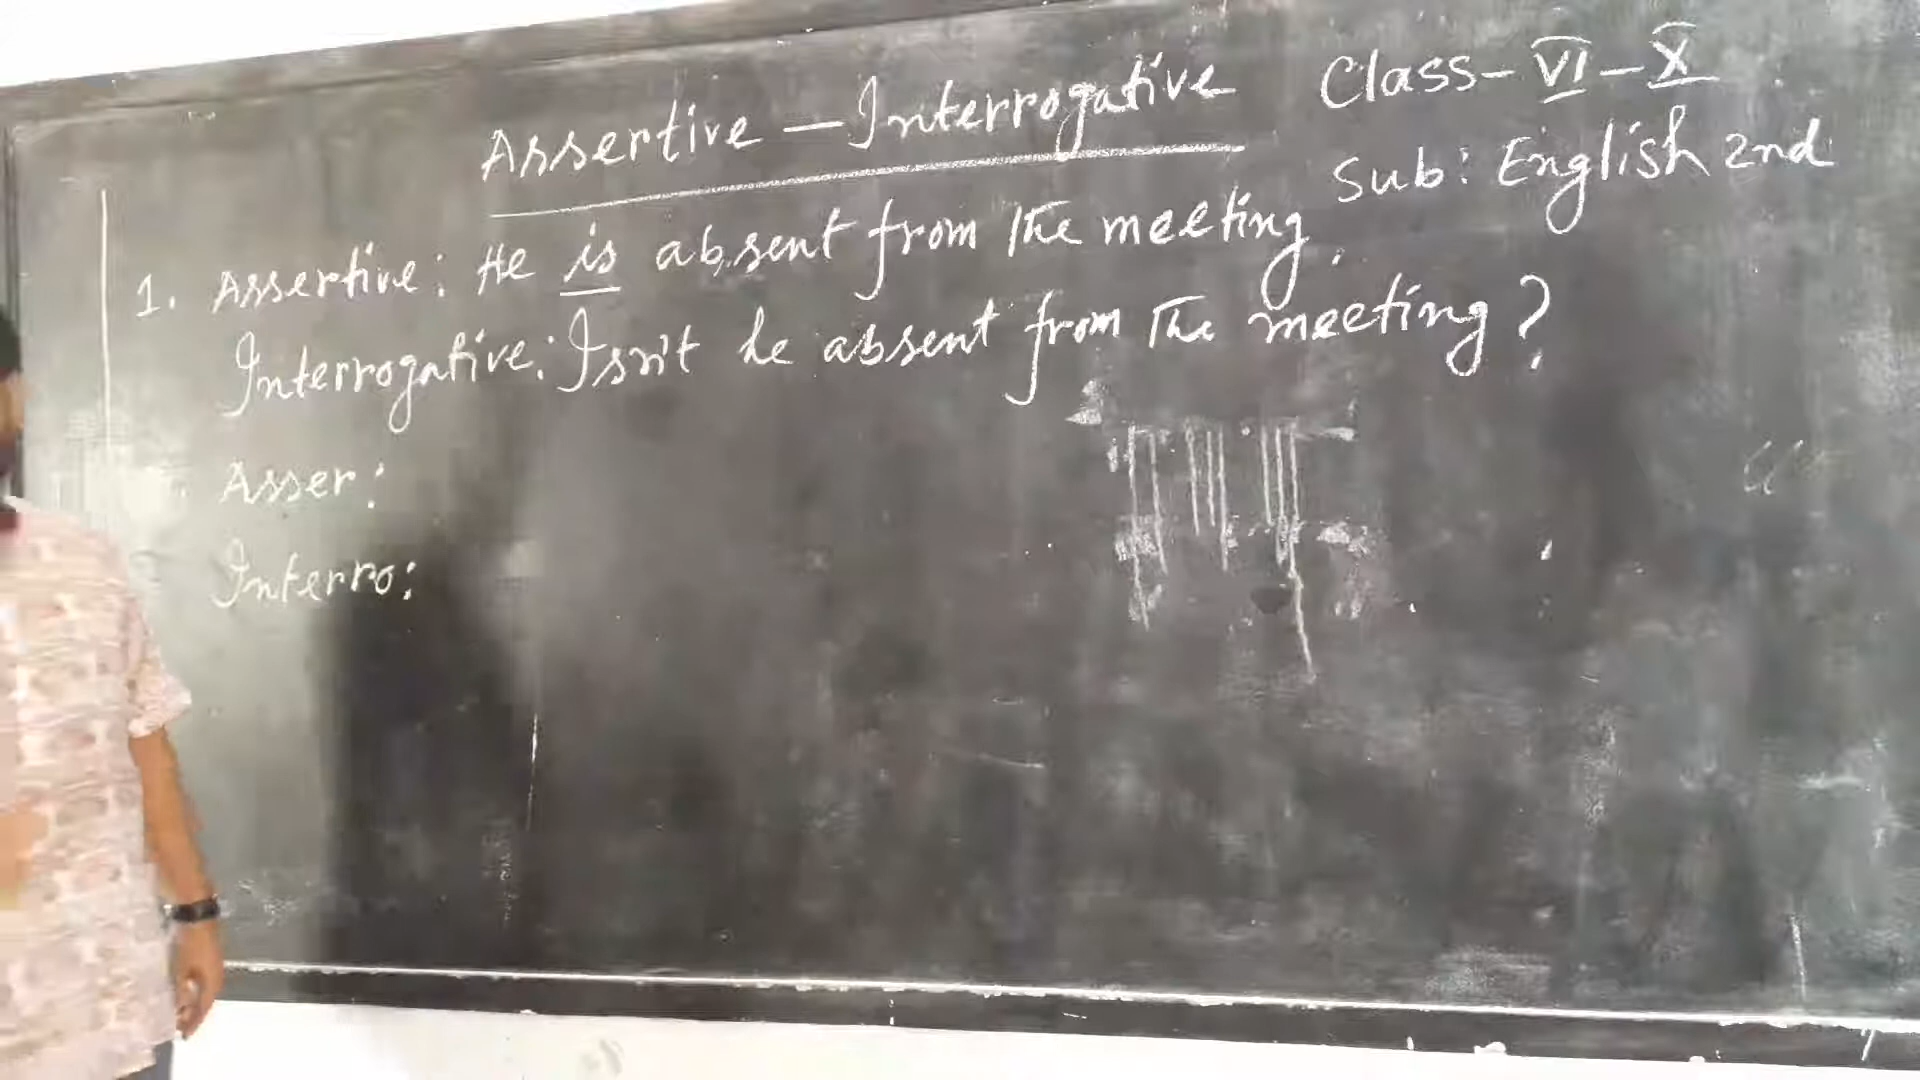 Assertive – Interrogative
Class - VI - X
Sub: English 2nd
1. Assertive: He is absent from the meeting.
Interrogative: Isn't he absent from the meeting?
Asser:
Interro: